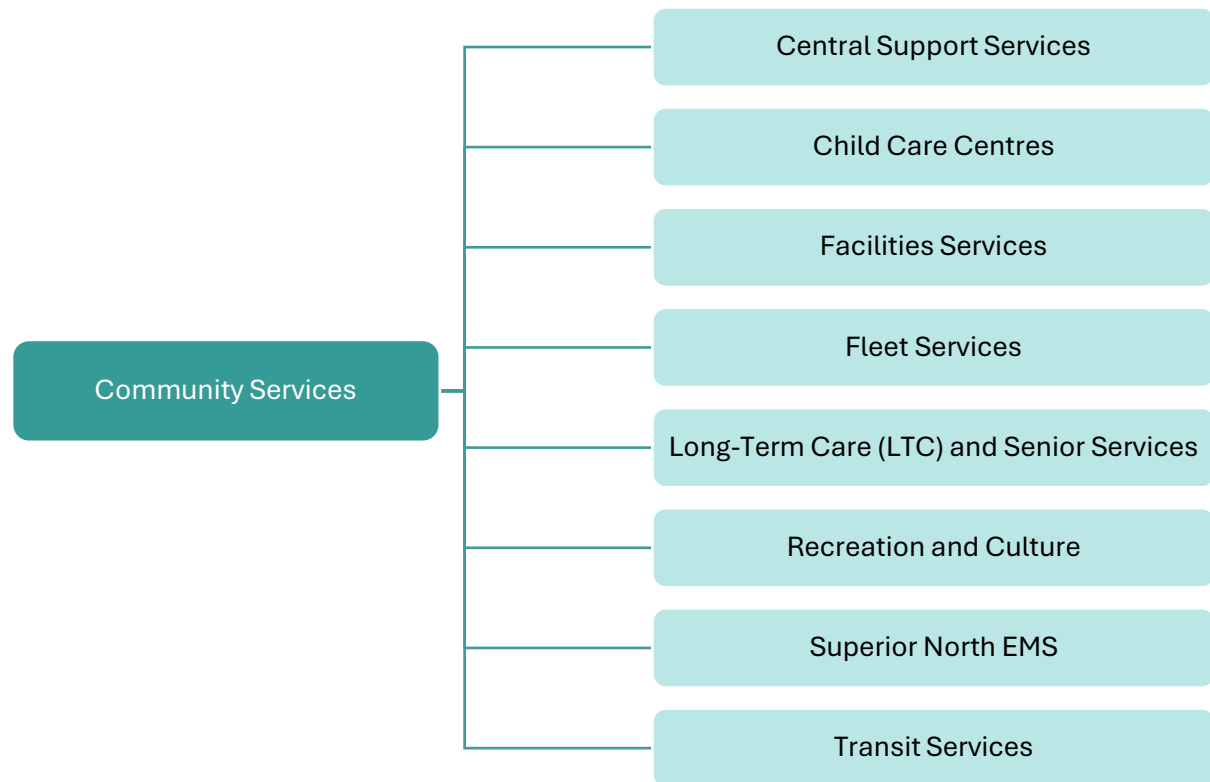 Central Support Services
Child Care Centres
Facilities Services
Fleet Services
Community Services
Long-Term Care (LTC) and Senior Services
Recreation and Culture
Superior North EMS
Transit Services